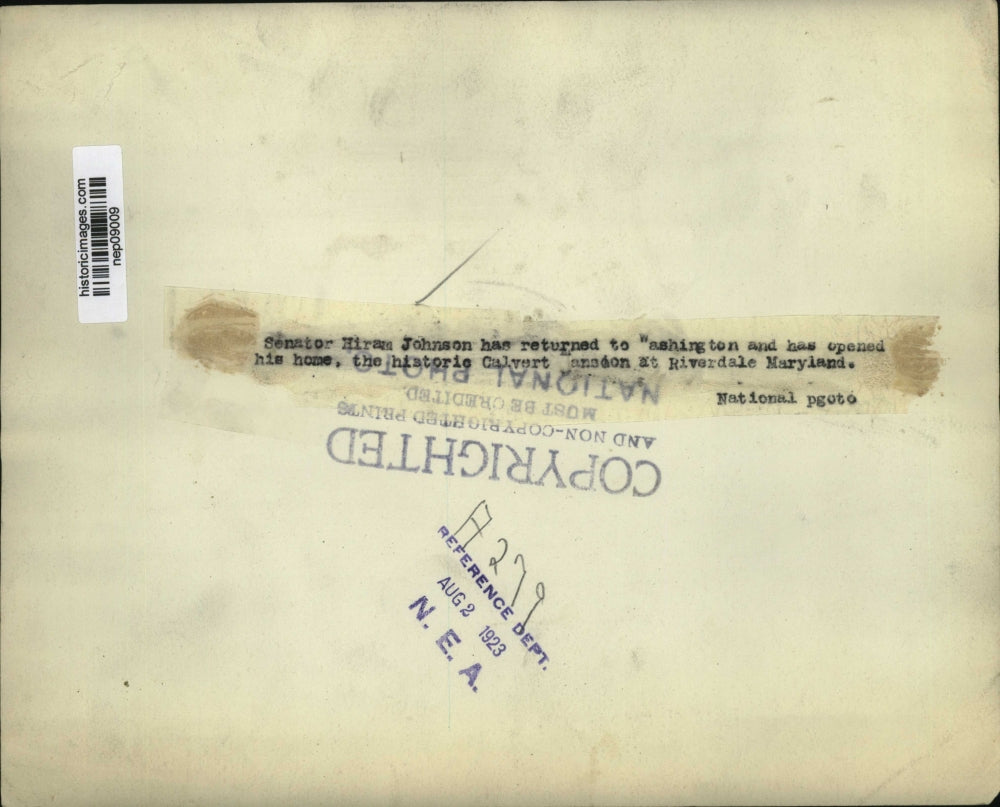 historicimages.com
nep09009
Senator Hiram Johnson has returned to "ashington and has opened
his home, the historic Calvert ansdon at Riverdale Maryland.
National pgoto
COPYRIGHTED
AND NON-COPYRIGHTED PRINTS
MUST BE CREDITED
NATIONAL PHOTO
A279
REFERENCE DEPT.
AUG 2 1923
N. E. A.